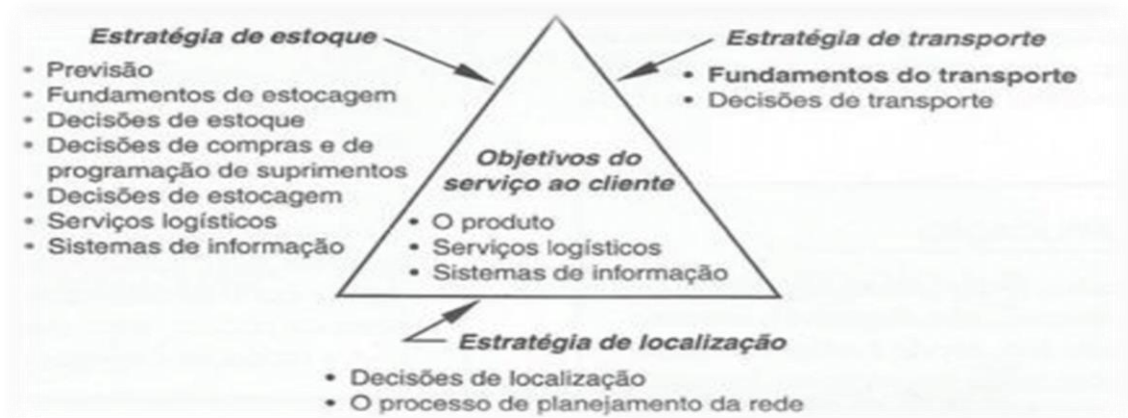 Estratégia de estoque
• Previsão
• Fundamentos de estocagem
• Decisões de estoque
• Decisões de compras e de
programação de suprimentos
• Decisões de estocagem
• Serviços logísticos
• Sistemas de informação
Estratégia de transporte
• Fundamentos do transporte
• Decisões de transporte
Objetivos do
serviço ao cliente
• O produto
• Serviços logísticos
• Sistemas de informação
Estratégia de localização
• Decisões de localização
• O processo de planejamento da rede